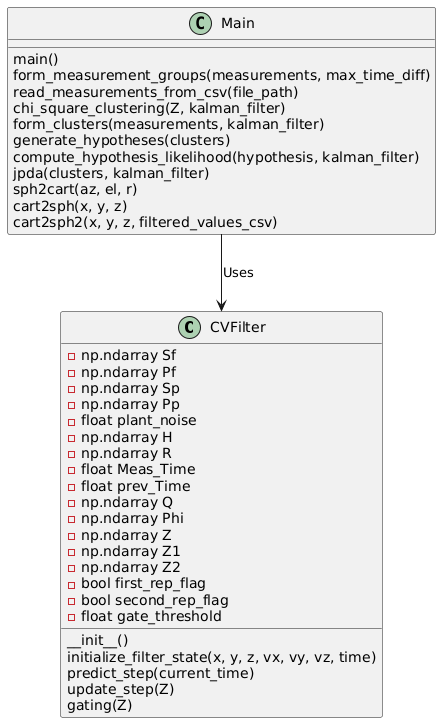 C Main
main()
form_measurement_groups(measurements, max_time_diff)
read_measurements_from_csv(file_path)
chi_square_clustering(Z, kalman_filter)
form_clusters(measurements, kalman_filter)
generate_hypotheses(clusters)
compute_hypothesis_likelihood(hypothesis, kalman_filter)
jpda(clusters, kalman_filter)
sph2cart(az, el, r)
cart2sph(x, y, z)
cart2sph2(x, y, z, filtered_values_csv)
Uses
C CVFilter
np.ndarray Sf
np.ndarray Pf
np.ndarray Sp
np.ndarray Pp
float plant_noise
np.ndarray H
np.ndarray R
float Meas_Time
float prev_Time
np.ndarray Q
np.ndarray Phi
np.ndarray Z
np.ndarray Z1
np.ndarray Z2
bool first_rep_flag
bool second_rep_flag
float gate_threshold
__init__()
initialize_filter_state(x, y, z, vx, vy, vz, time)
predict_step(current_time)
update_step(Z)
gating(Z)